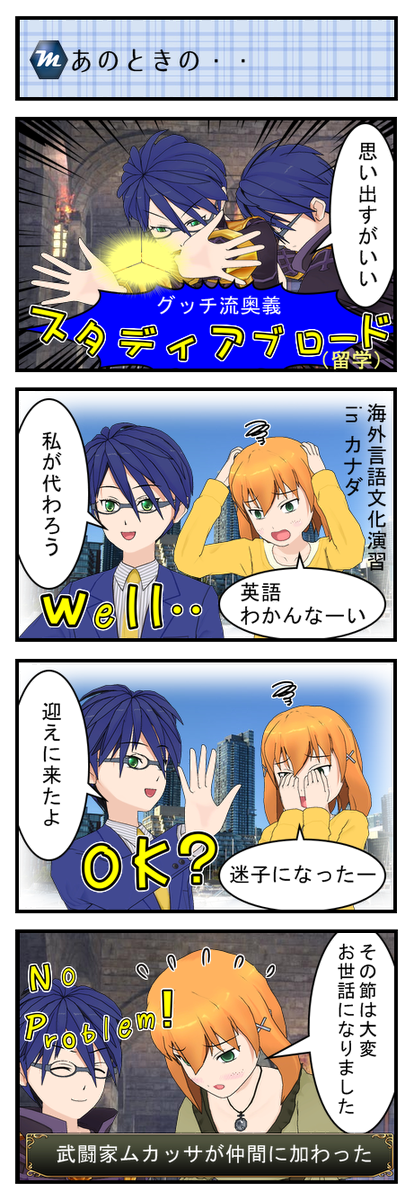 m あのときの・・
思い出すがいい
グッチ流奥義
スタディアブロード
(留学)
海外言語文化演習
in カナダ
私が代わろう
Well・・
英語
わかんなーい
迎えに来たよ
OK?
迷子になったー
その節は大変
お世話になりました
No
Problem!
武闘家ムカッサが仲間に加わった